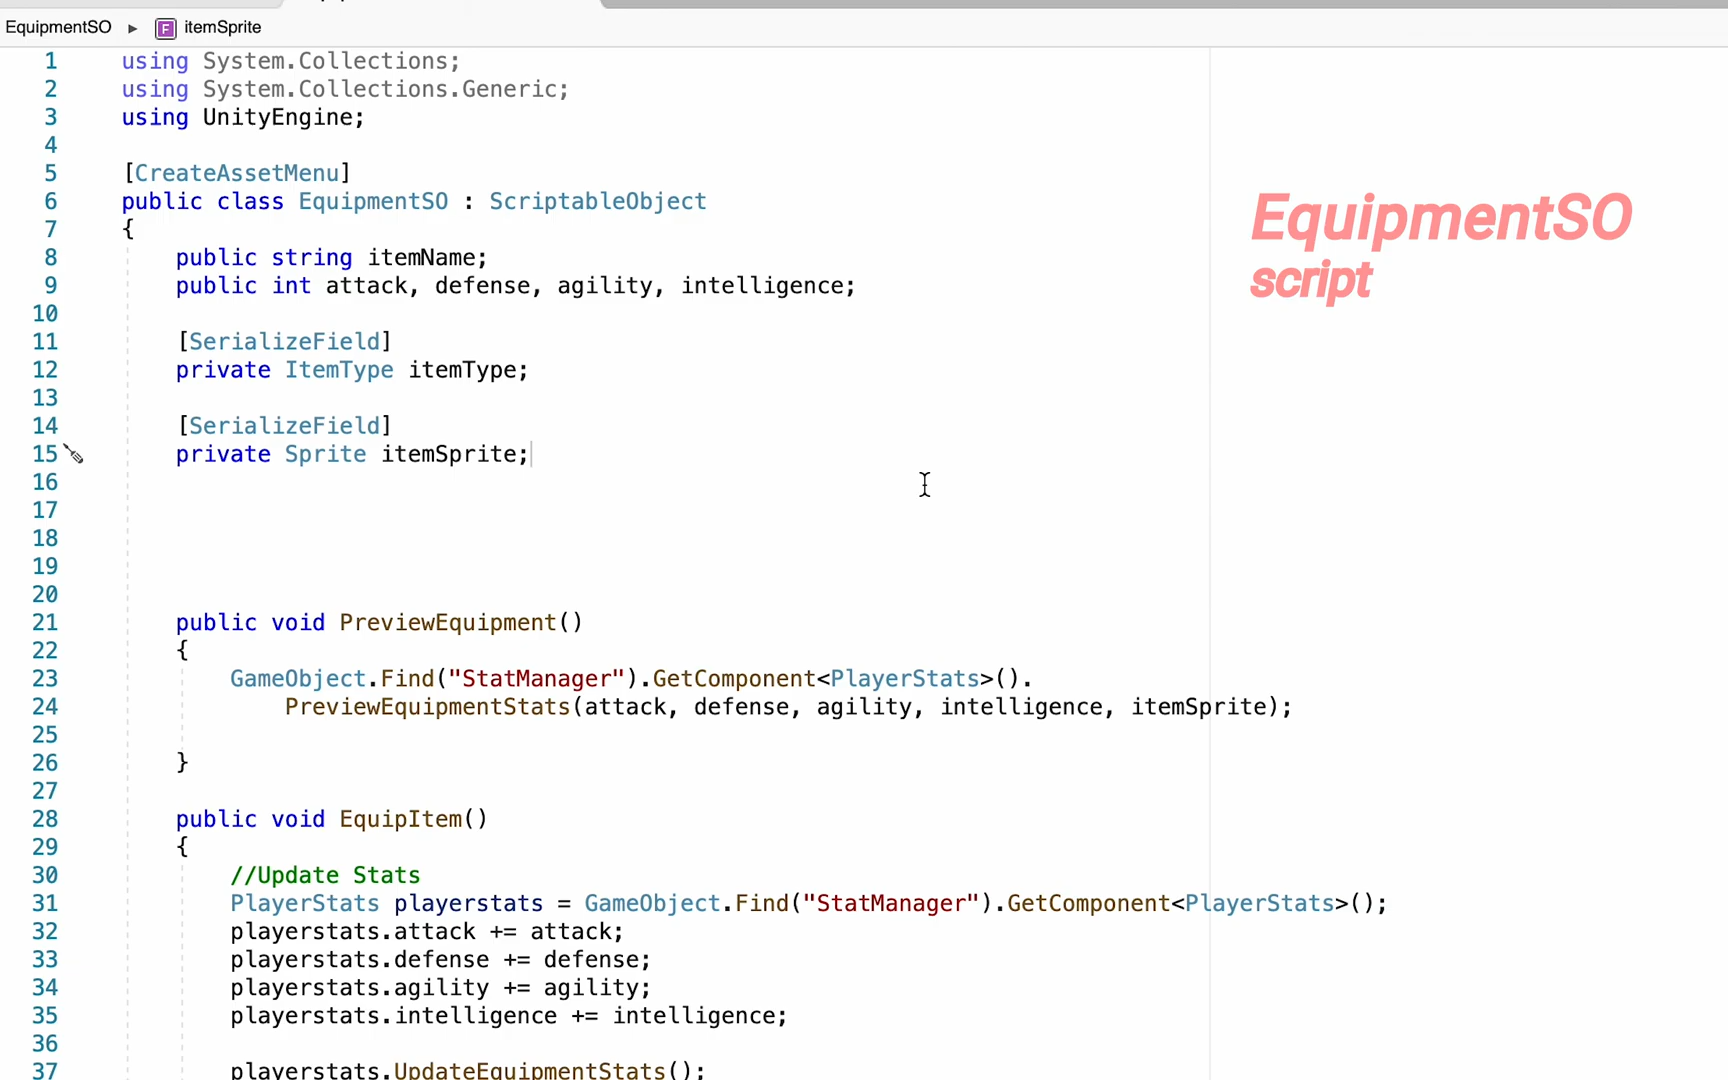 EquipmentSO ▸ F itemSprite
1 using System.Collections;
2 using System.Collections.Generic;
3 using UnityEngine;
4
5 [CreateAssetMenu]
6 public class EquipmentSO : ScriptableObject
7 {
8 public string itemName;
9 public int attack, defense, agility, intelligence;
10
11 [SerializeField]
12 private ItemType itemType;
13
14 [SerializeField]
15 private Sprite itemSprite;
16
17
18
19
20
21 public void PreviewEquipment()
22 {
23 GameObject.Find("StatManager").GetComponent<PlayerStats>().
24 PreviewEquipmentStats(attack, defense, agility, intelligence, itemSprite);
25
26 }
27
28 public void EquipItem()
29 {
30 //Update Stats
31 PlayerStats playerstats = GameObject.Find("StatManager").GetComponent<PlayerStats>();
32 playerstats.attack += attack;
33 playerstats.defense += defense;
34 playerstats.agility += agility;
35 playerstats.intelligence += intelligence;
36
37 playerstats.UpdateEquipmentStats();
EquipmentSO
script